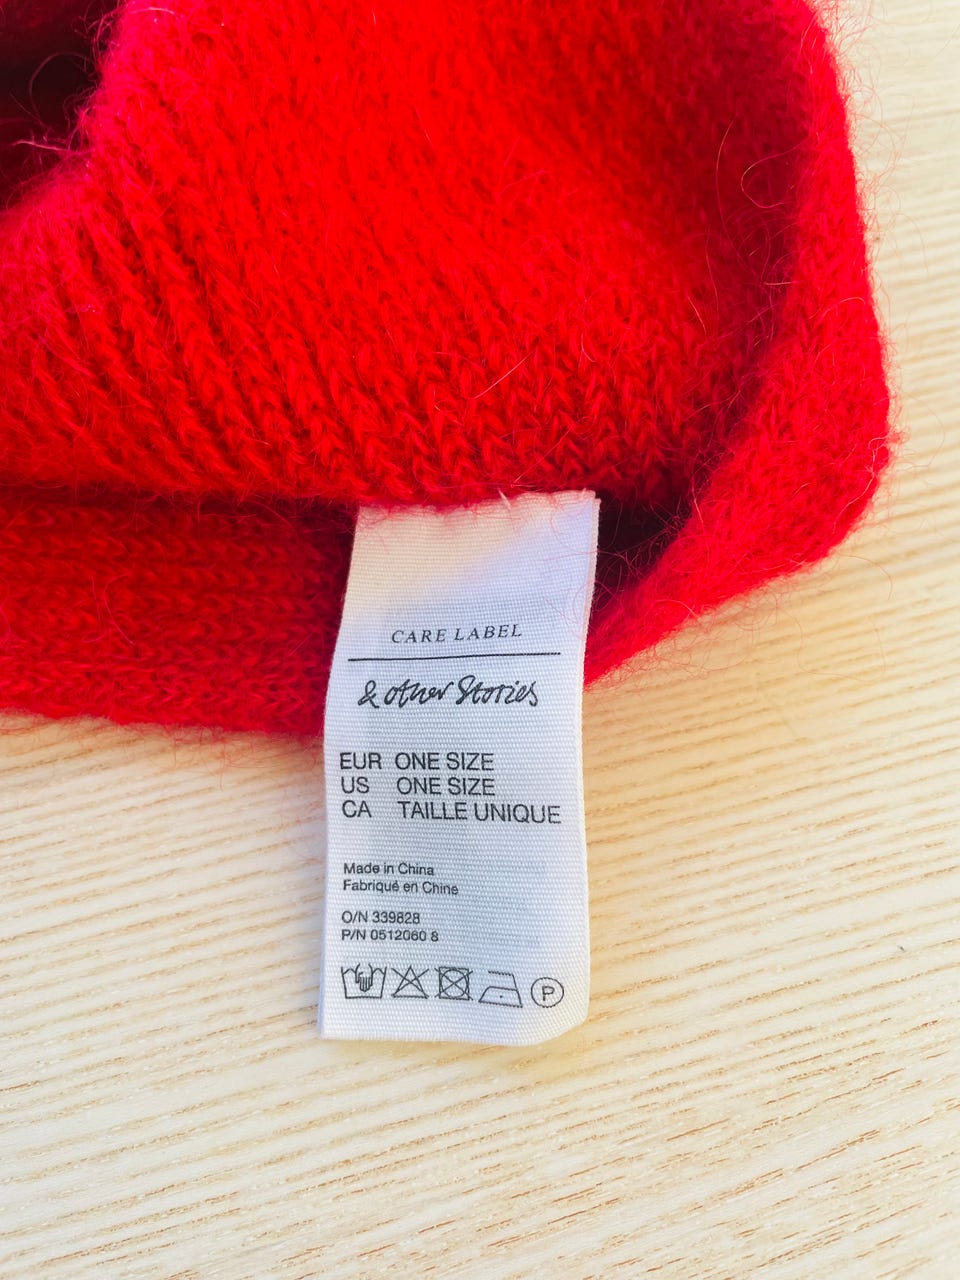 CARE LABEL
& other Stories
EUR ONE SIZE
US ONE SIZE
CA TAILLE UNIQUE
Made in China
Fabriqué en Chine
O/N 339828
P/N 0512060 8
P